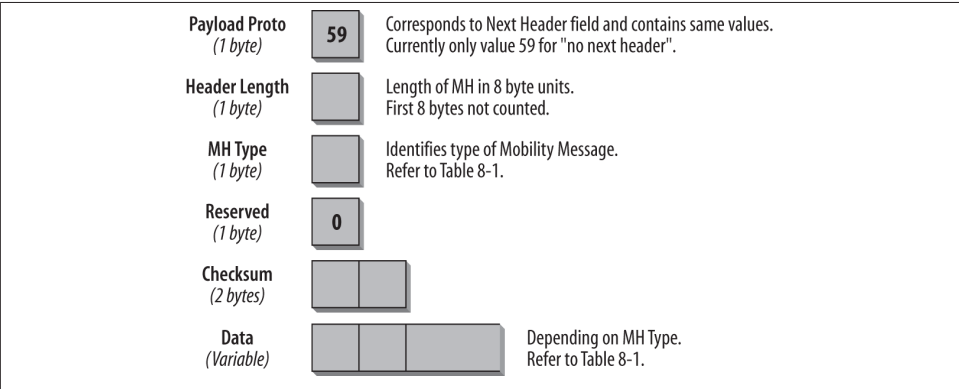 Payload Proto
(1 byte)
59
Corresponds to Next Header field and contains same values.
Currently only value 59 for "no next header".
Header Length
(1 byte)
Length of MH in 8 byte units.
First 8 bytes not counted.
MH Type
(1 byte)
Identifies type of Mobility Message.
Refer to Table 8-1.
Reserved
(1 byte)
0
Checksum
(2 bytes)
Data
(Variable)
Depending on MH Type.
Refer to Table 8-1.